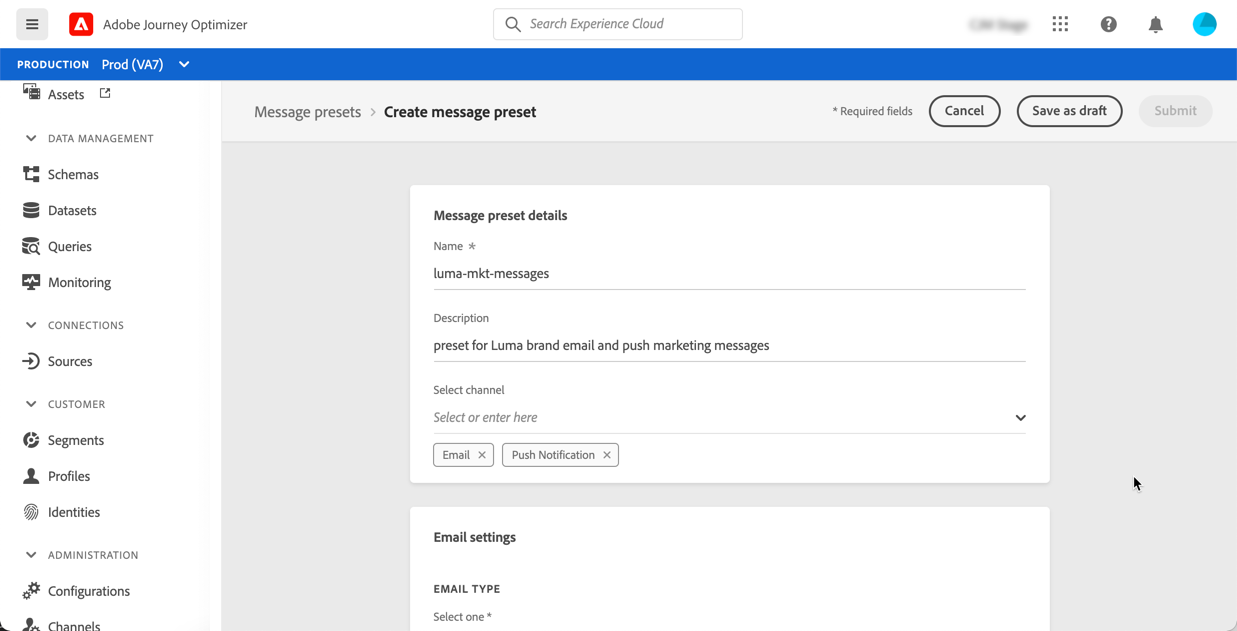 Adobe Journey Optimizer
Search Experience Cloud
PRODUCTION Prod (VA7)
Assets
DATA MANAGEMENT
Schemas
Datasets
Queries
Monitoring
CONNECTIONS
Sources
CUSTOMER
Segments
Profiles
Identities
ADMINISTRATION
Configurations
Channels
Message presets > Create message preset
* Required fields
Cancel
Save as draft
Submit
Message preset details
Name *
luma-mkt-messages
Description
preset for Luma brand email and push marketing messages
Select channel
Select or enter here
Email × Push Notification ×
Email settings
EMAIL TYPE
Select one *